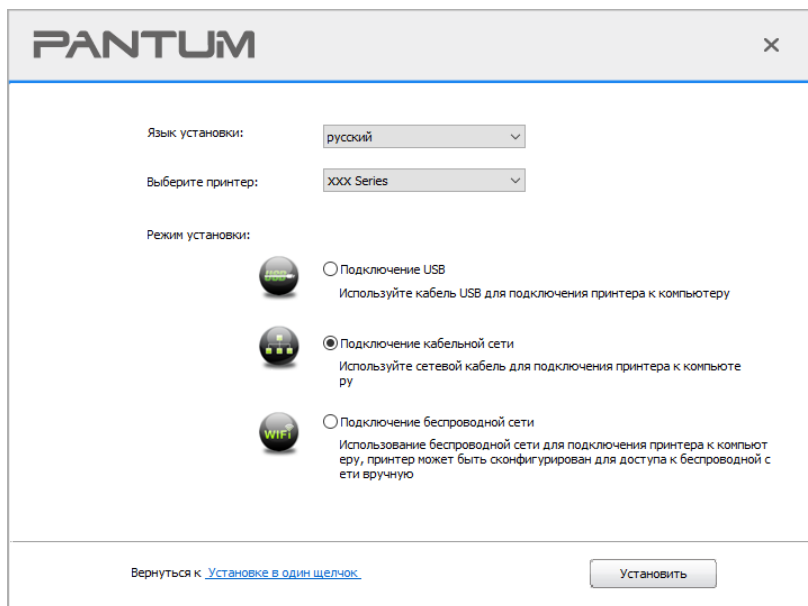 PANTUM
Язык установки:
русский
Выберите принтер:
XXX Series
Режим установки:
USB
Подключение USB
Используйте кабель USB для подключения принтера к компьютеру
Подключение кабельной сети
Используйте сетевой кабель для подключения принтера к компьюте
ру
WiFi
Подключение беспроводной сети
Использование беспроводной сети для подключения принтера к компьют
еру, принтер может быть сконфигурирован для доступа к беспроводной с
ети вручную
Вернуться к Установке в один щелчок
Установить